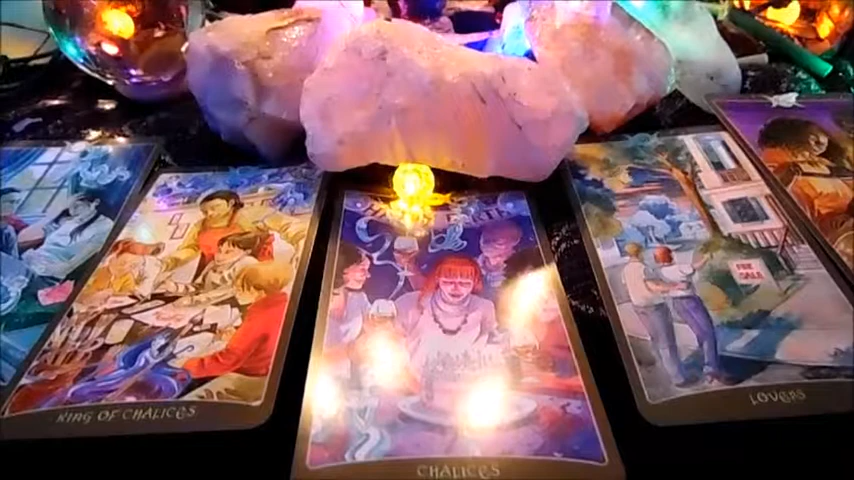 KING OF CHALICES
CHALICES
FOR
SALE
LOVERS